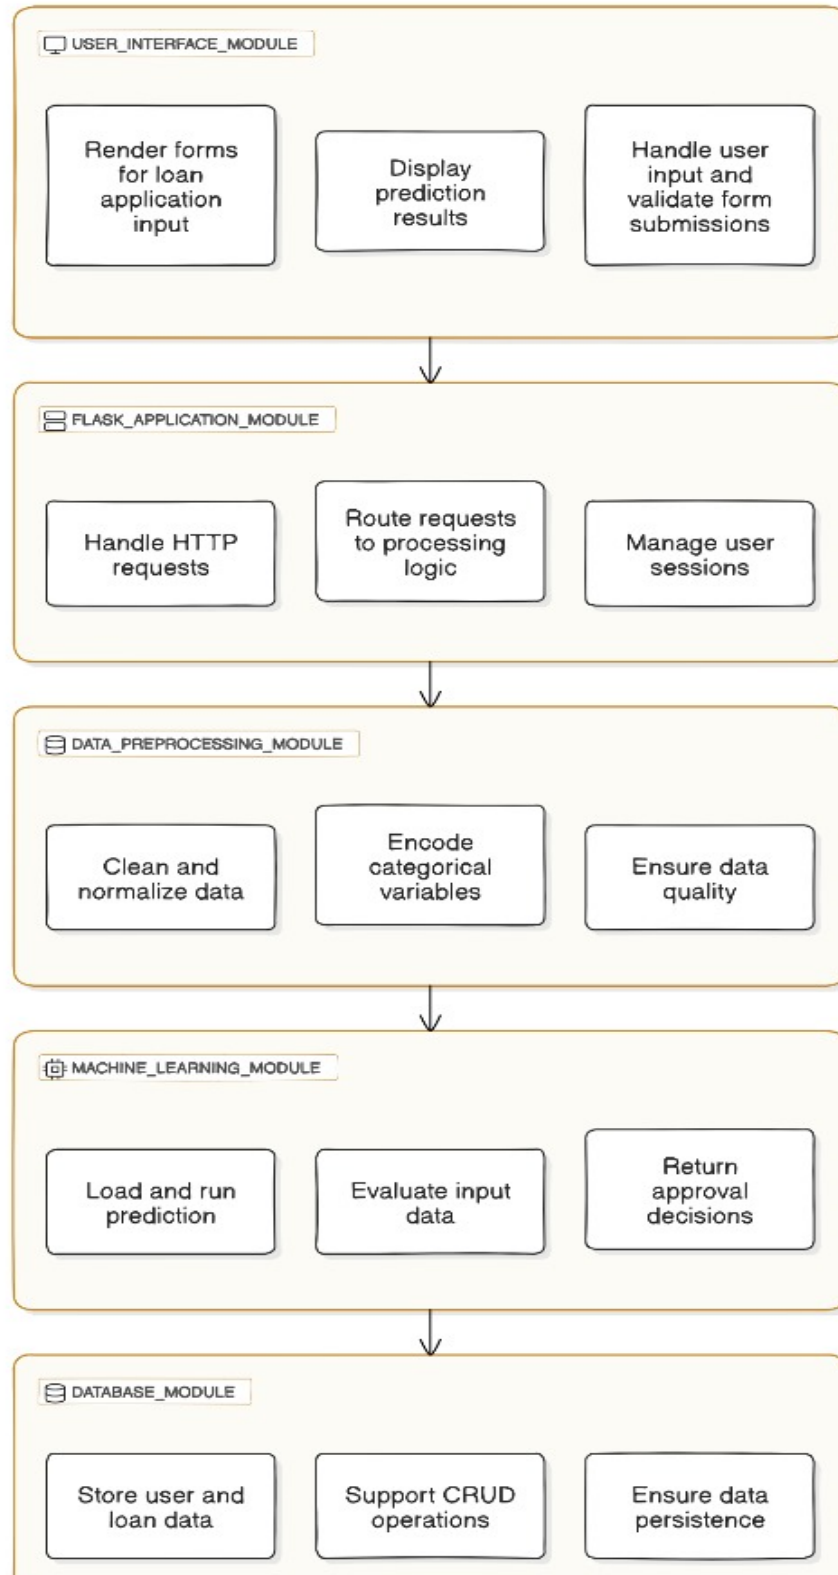 USER_INTERFACE_MODULE
Render forms
for loan
application
input
Display
prediction
results
Handle user
input and
validate form
submissions
FLASK_APPLICATION_MODULE
Handle HTTP
requests
Route requests
to processing
logic
Manage user
sessions
DATA_PREPROCESSING_MODULE
Clean and
normalize data
Encode
categorical
variables
Ensure data
quality
MACHINE_LEARNING_MODULE
Load and run
prediction
Evaluate input
data
Return
approval
decisions
DATABASE_MODULE
Store user and
loan data
Support CRUD
operations
Ensure data
persistence